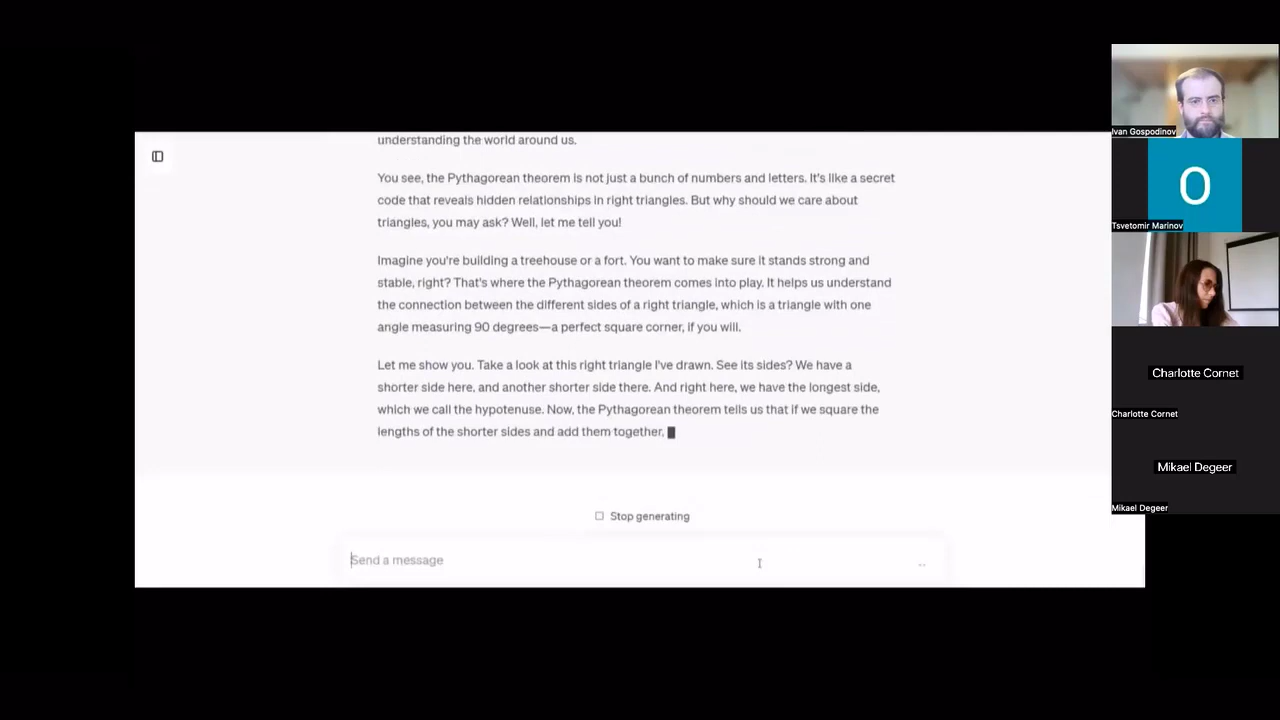 understanding the world around us.
You see, the Pythagorean theorem is not just a bunch of numbers and letters. It's like a secret
code that reveals hidden relationships in right triangles. But why should we care about
triangles, you may ask? Well, let me tell you!
Imagine you're building a treehouse or a fort. You want to make sure it stands strong and
stable, right? That's where the Pythagorean theorem comes into play. It helps us understand
the connection between the different sides of a right triangle, which is a triangle with one
angle measuring 90 degrees—a perfect square corner, if you will.
Let me show you. Take a look at this right triangle I've drawn. See its sides? We have a
shorter side here, and another shorter side there. And right here, we have the longest side,
which we call the hypotenuse. Now, the Pythagorean theorem tells us that if we square the
lengths of the shorter sides and add them together,
Stop generating
Send a message
Ivan Gospodinov
O
Tsvetomir Marinov
Charlotte Cornet
Charlotte Cornet
Mikael Degeer
Mikael Degeer